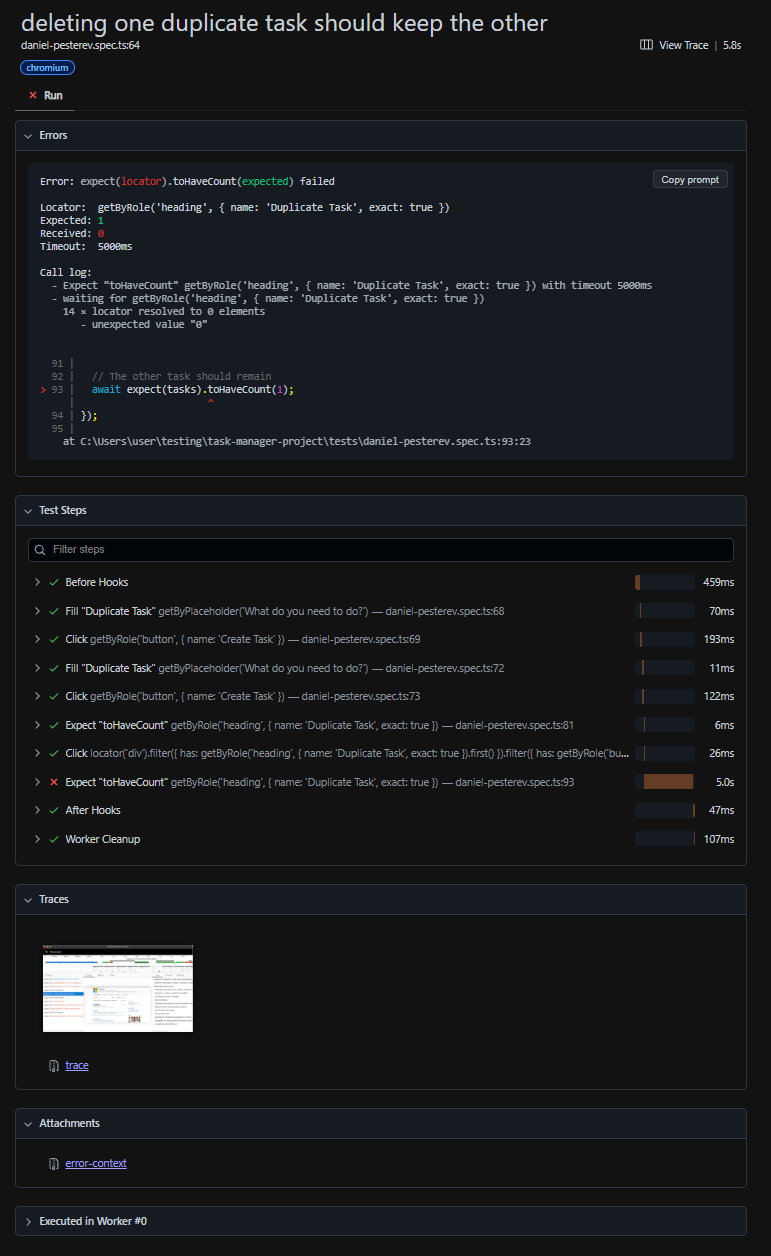 deleting one duplicate task should keep the other
daniel-pesterev.spec.ts:64
View Trace | 5.8s
chromium
✕ Run
Errors
Copy prompt
Error: expect(locator).toHaveCount(expected) failed
Locator:  getByRole('heading', { name: 'Duplicate Task', exact: true })
Expected: 1
Received: 0
Timeout:  5000ms
Call log:
  - Expect "toHaveCount" getByRole('heading', { name: 'Duplicate Task', exact: true }) with timeout 5000ms
  - waiting for getByRole('heading', { name: 'Duplicate Task', exact: true })
    14 × locator resolved to 0 elements
       - unexpected value "0"
  91 |
  92 |   // The other task should remain
> 93 |   await expect(tasks).toHaveCount(1);
     |                       ^
  94 | });
  95 |
    at C:\Users\user\testing\task-manager-project\tests\daniel-pesterev.spec.ts:93:23
Test Steps
Filter steps
Before Hooks 459ms
Fill "Duplicate Task" getByPlaceholder('What do you need to do?') — daniel-pesterev.spec.ts:68 70ms
Click getByRole('button', { name: 'Create Task' }) — daniel-pesterev.spec.ts:69 193ms
Fill "Duplicate Task" getByPlaceholder('What do you need to do?') — daniel-pesterev.spec.ts:72 11ms
Click getByRole('button', { name: 'Create Task' }) — daniel-pesterev.spec.ts:73 122ms
Expect "toHaveCount" getByRole('heading', { name: 'Duplicate Task', exact: true }) — daniel-pesterev.spec.ts:81 6ms
Click locator('div').filter({ has: getByRole('heading', { name: 'Duplicate Task', exact: true }).first() }).filter({ has: getByRole('bu... 26ms
Expect "toHaveCount" getByRole('heading', { name: 'Duplicate Task', exact: true }) — daniel-pesterev.spec.ts:93 5.0s
After Hooks 47ms
Worker Cleanup 107ms
Traces
trace
Attachments
error-context
Executed in Worker #0